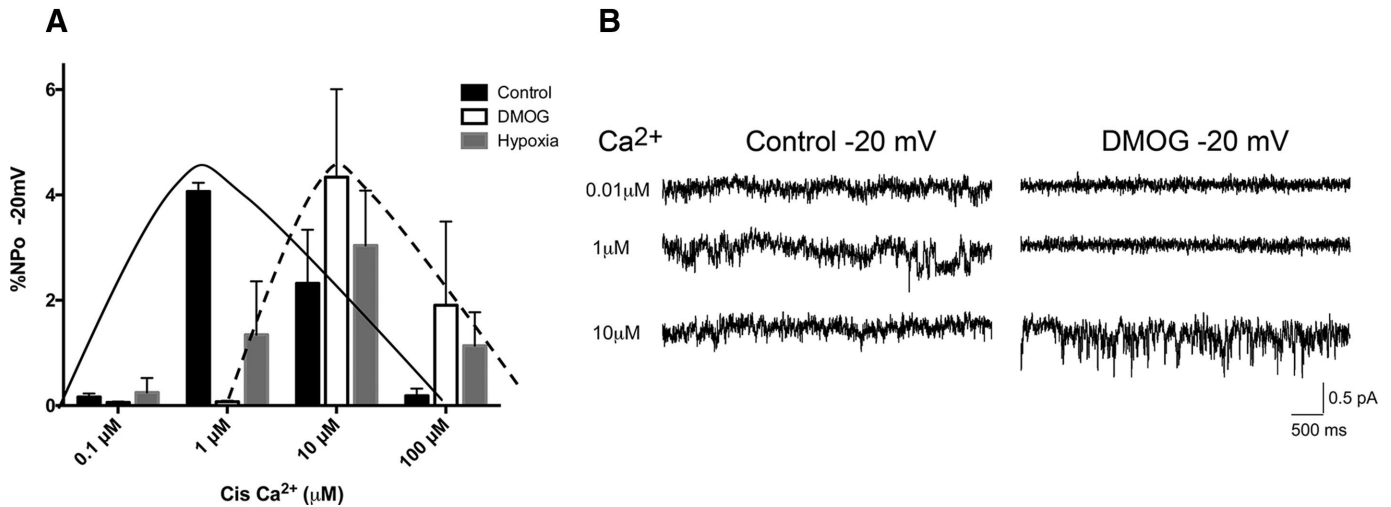 A
%NPo -20mV
6
4
2
0
Control
DMOG
Hypoxia
0.1 µM
1 µM
10 µM
100 µM
Cis Ca²⁺ (µM)
B
Ca²⁺
Control -20 mV
DMOG -20 mV
0.01µM
1µM
10µM
0.5 pA
500 ms